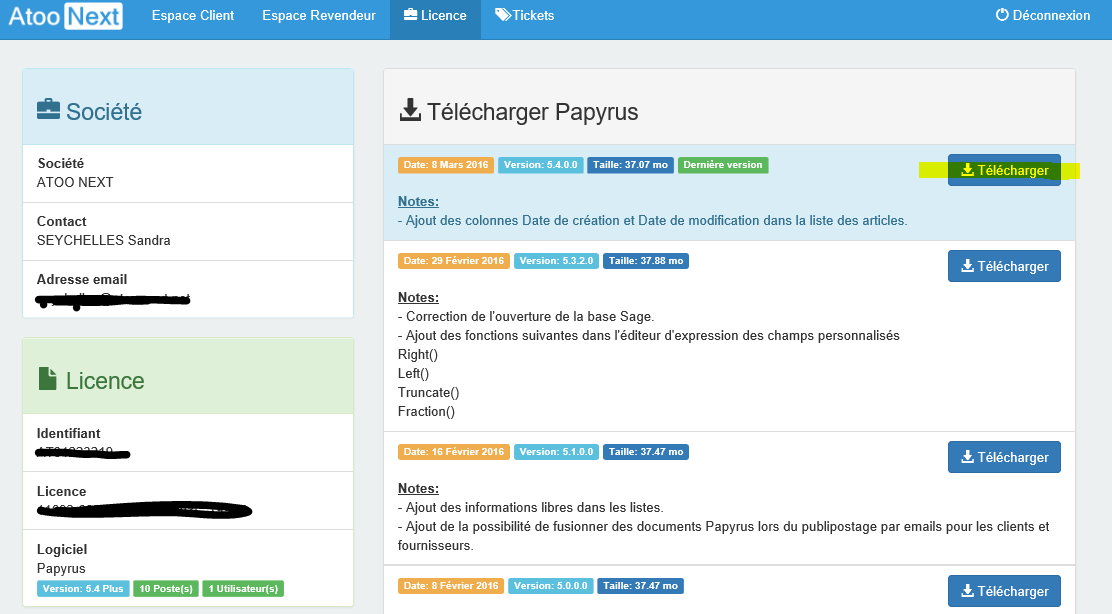 Atoo Next
Espace Client
Espace Revendeur
Licence
Tickets
Déconnexion
Société
Société
ATOO NEXT
Contact
SEYCHELLES Sandra
Adresse email
Licence
Identifiant
Licence
Logiciel
Papyrus
Version: 5.4 Plus 10 Poste(s) 1 Utilisateur(s)
Télécharger Papyrus
Date: 8 Mars 2016 Version: 5.4.0.0 Taille: 37.07 mo Dernière version
Télécharger
Notes:
- Ajout des colonnes Date de création et Date de modification dans la liste des articles.
Date: 29 Février 2016 Version: 5.3.2.0 Taille: 37.88 mo
Télécharger
Notes:
- Correction de l'ouverture de la base Sage.
- Ajout des fonctions suivantes dans l'éditeur d'expression des champs personnalisés
Right()
Left()
Truncate()
Fraction()
Date: 16 Février 2016 Version: 5.1.0.0 Taille: 37.47 mo
Télécharger
Notes:
- Ajout des informations libres dans les listes.
- Ajout de la possibilité de fusionner des documents Papyrus lors du publipostage par emails pour les clients et
fournisseurs.
Date: 8 Février 2016 Version: 5.0.0.0 Taille: 37.47 mo
Télécharger